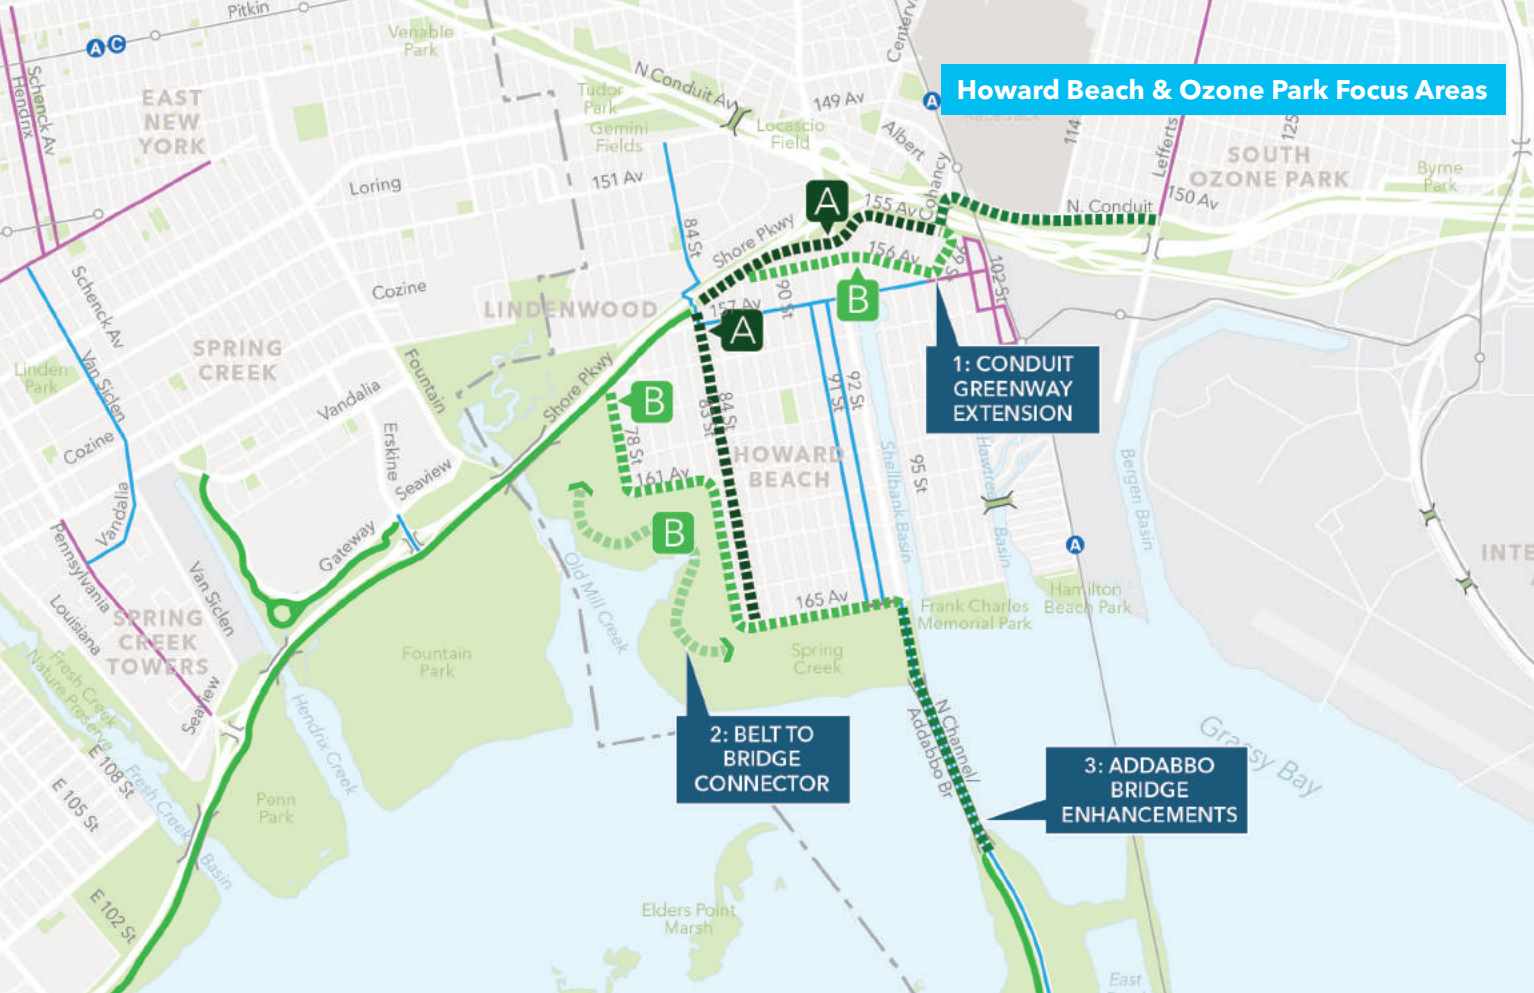 Pitkin
A
C
Venable
Park
Centerv
Howard Beach & Ozone Park Focus Areas
Hendrix
Schenck Av
EAST
NEW
YORK
Tudor
Park
N Conduit Av
149 Av
A
Gemini
Fields
Locascio
Field
Albert
114
Lefferts
125
SOUTH
OZONE PARK
Byrne
Park
Loring
151 Av
Cohancy
A
155 Av
N. Conduit
150 Av
84 St
Shore Pkwy
156 Av
96 St
102 St
Schenck Av
Cozine
LINDENWOOD
157 Av
90 St
B
A
SPRING
CREEK
Linden
Park
Van Siclen
Fountain
Vandalia
Shore Pkwy
B
83 St
84 St
91 St
92 St
1: CONDUIT
GREENWAY
EXTENSION
Cozine
Erskine
Seaview
78 St
161 Av
HOWARD
BEACH
Shellbank Basin
95 St
Hawtree
Basin
Bergen Basin
Vandalia
Gateway
B
A
INTE
Pennsylvania
Louisiana
Van Siclen
Old Mill Creek
165 Av
Frank Charles
Memorial Park
Hamilton
Beach Park
SPRING
CREEK
TOWERS
Fresh Creek
Nature Preserve
Seaview
Fountain
Park
Spring
Creek
Hendrix Creek
N Channel/
Addabbo Br
Grassy Bay
2: BELT TO
BRIDGE
CONNECTOR
3: ADDABBO
BRIDGE
ENHANCEMENTS
E 108 St
E 105 St
Fresh Creek
Basin
Penn
Park
E 102 St
Elders Point
Marsh
East